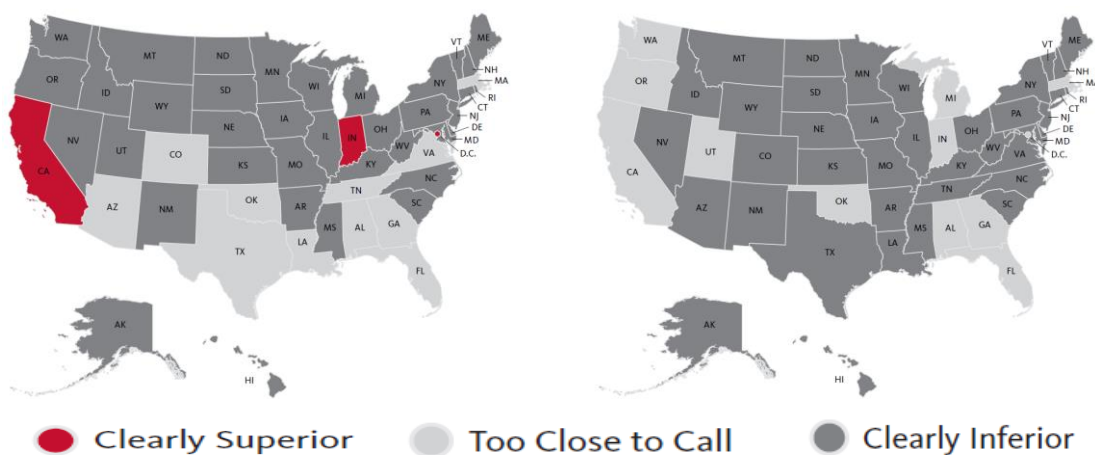 WA
MT
ND
MN
VT
ME
NH
MA
OR
ID
SD
WI
NY
RI
WY
MI
CT
NE
IA
PA
NJ
NV
UT
CO
IL
IN
OH
DE
WV
MD
VA
D.C.
CA
KS
MO
KY
AZ
NM
OK
AR
TN
NC
SC
TX
LA
MS
AL
GA
FL
AK
HI
WA
MT
ND
MN
VT
ME
NH
MA
OR
ID
SD
WI
NY
RI
WY
MI
CT
NE
IA
PA
NJ
NV
UT
CO
IL
IN
OH
DE
WV
MD
VA
D.C.
CA
KS
MO
KY
AZ
NM
OK
AR
TN
NC
SC
TX
LA
MS
AL
GA
FL
AK
HI
Clearly Superior
Too Close to Call
Clearly Inferior